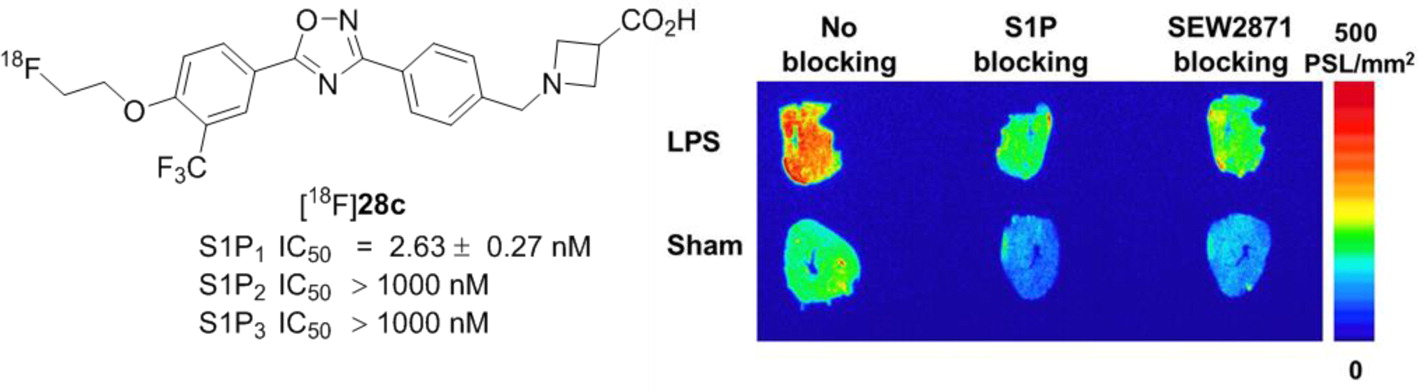 ¹⁸F
O
F₃C
O–N
N
N
CO₂H
[¹⁸F]28c
S1P₁ IC₅₀ = 2.63 ± 0.27 nM
S1P₂ IC₅₀ > 1000 nM
S1P₃ IC₅₀ > 1000 nM
No blocking
S1P blocking
SEW2871 blocking
500
PSL/mm²
LPS
Sham
0